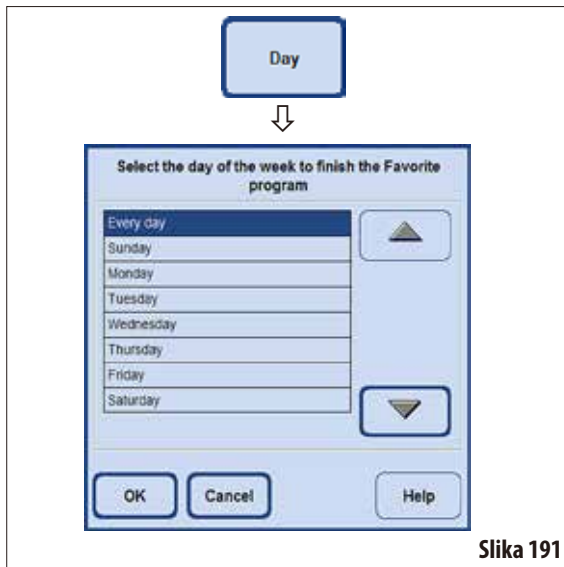 Day
Select the day of the week to finish the Favorite
program
Every day
Sunday
Monday
Tuesday
Wednesday
Thursday
Friday
Saturday
OK
Cancel
Help
Slika 191